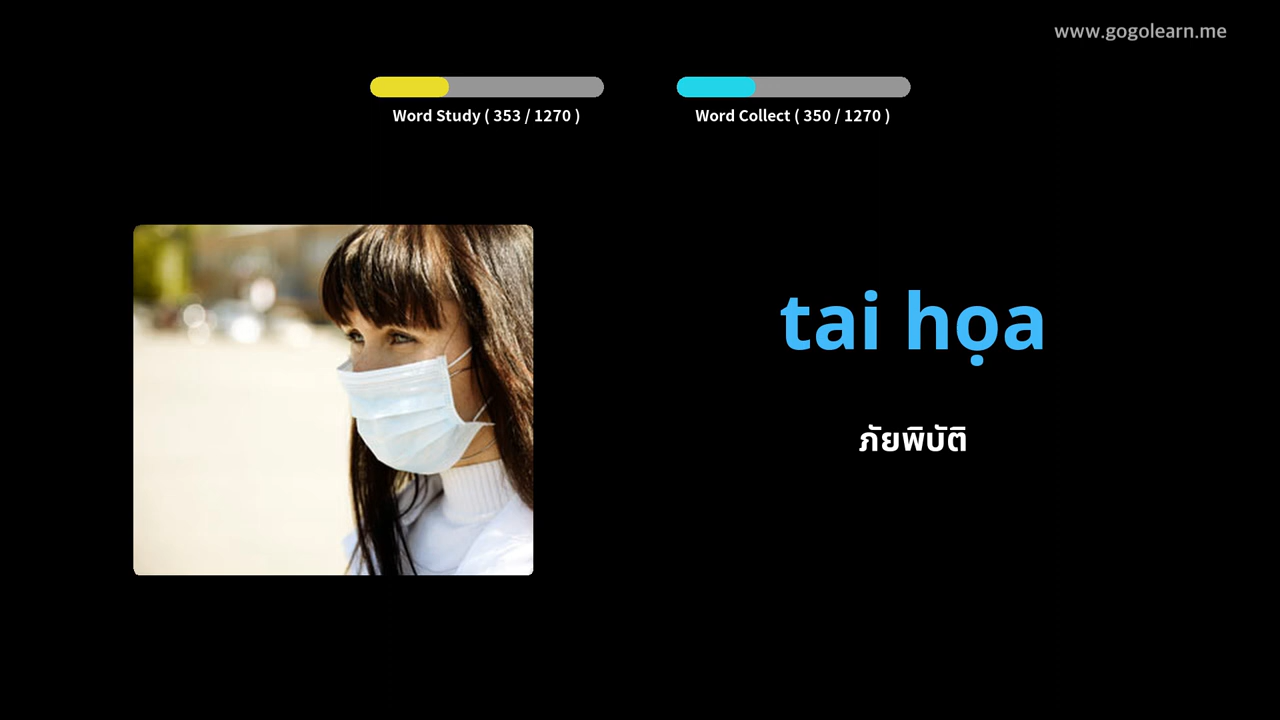 www.gogolearn.me
Word Study ( 353 / 1270 )
Word Collect ( 350 / 1270 )
tai họa
ภัยพิบัติ